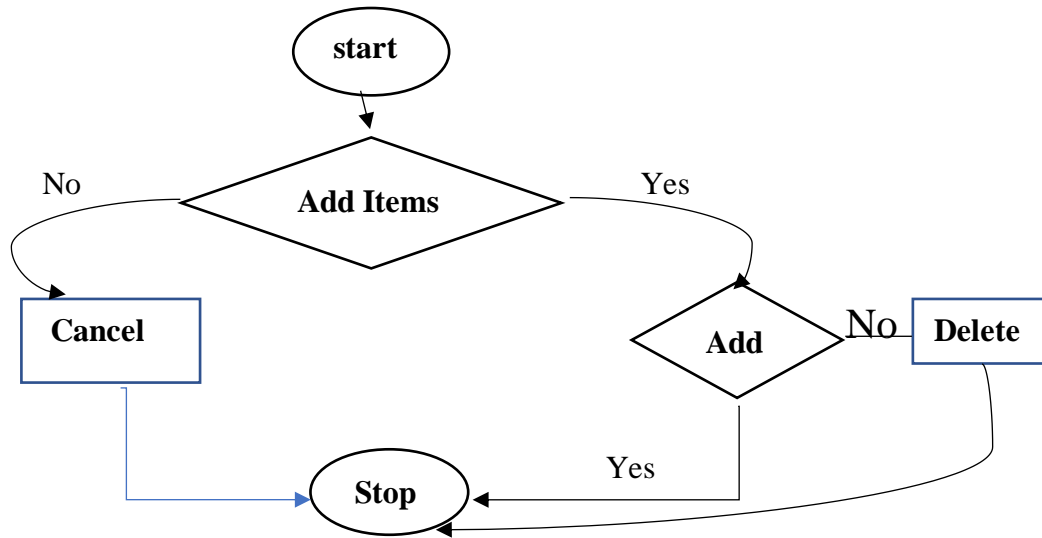 start
No
Yes
Add Items
Cancel
Add
No
Delete
Yes
Stop